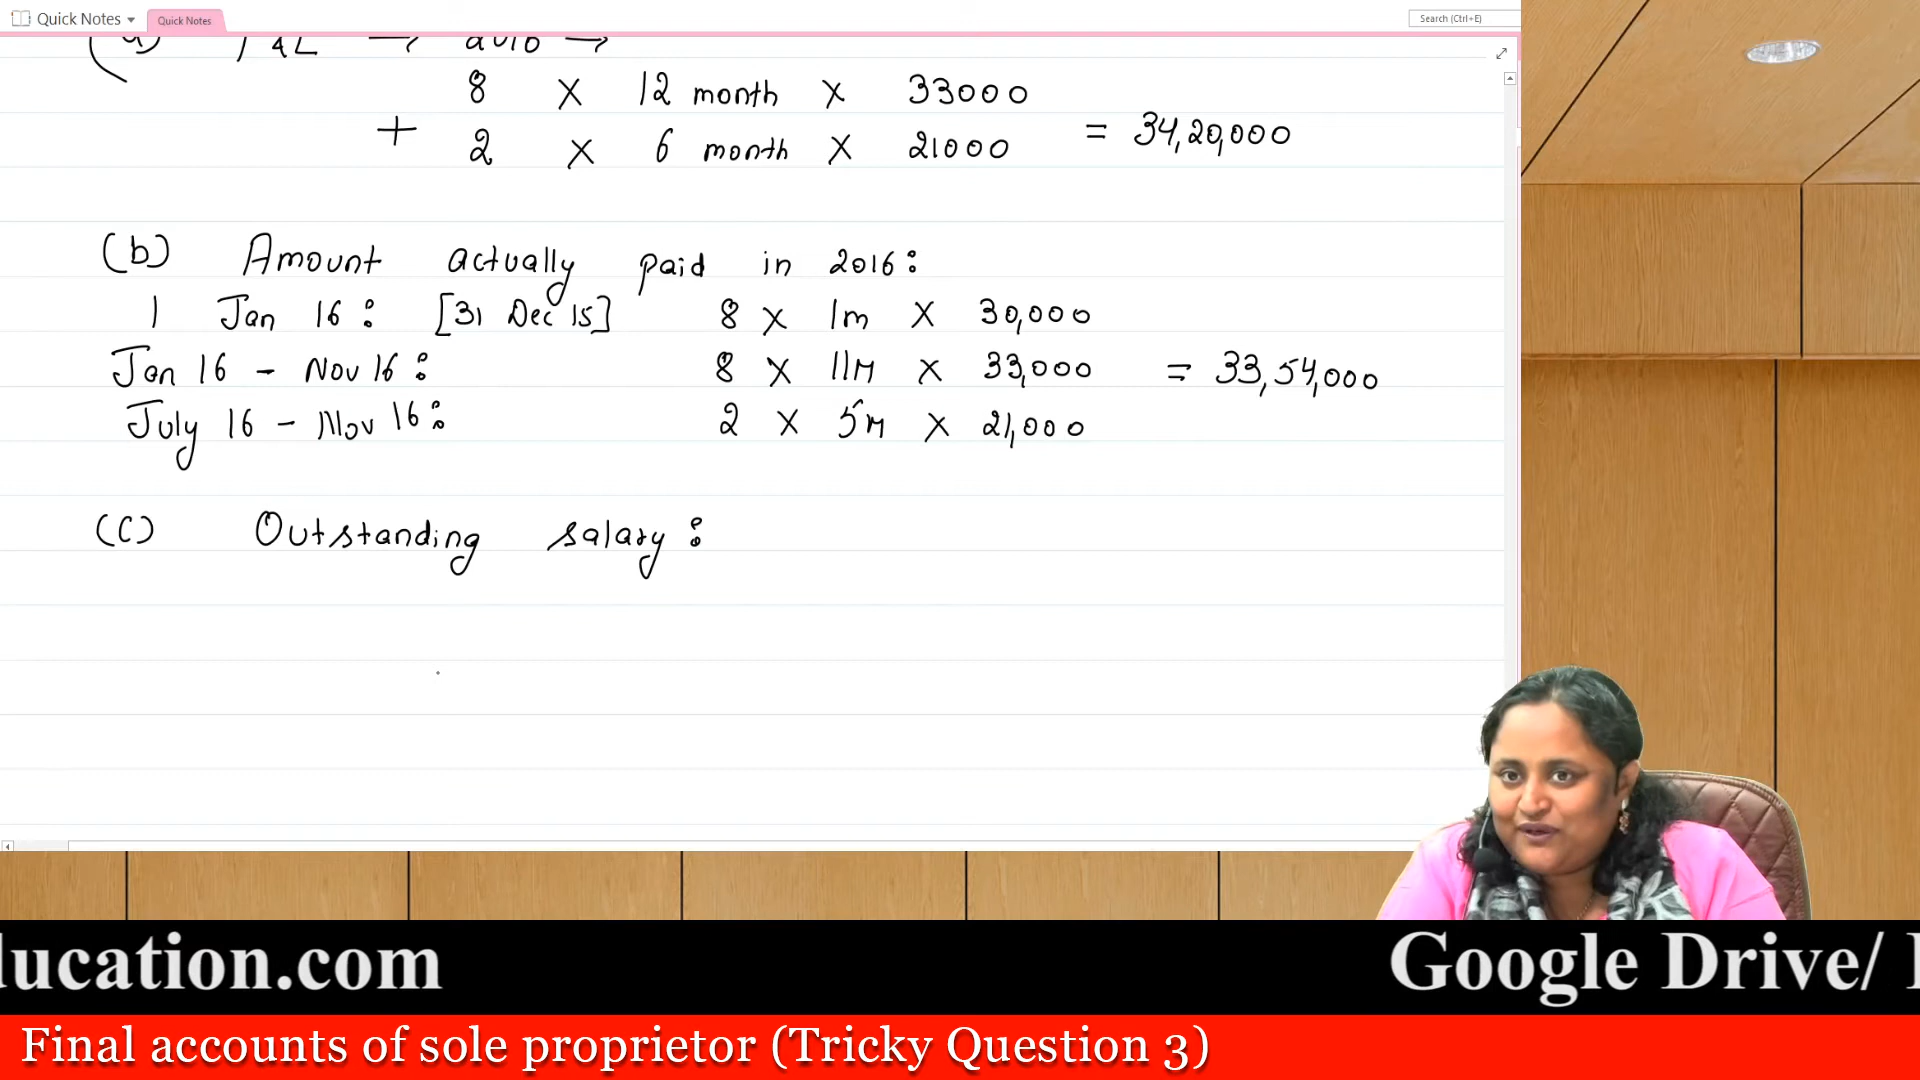 Quick Notes
Quick Notes
Search (Ctrl+E)
8 X 12 month X 33000
+ 2 X 6 month X 21000 = 34,20,000
(b) Amount actually paid in 2016:
1 Jan 16: [31 Dec 15] 8 X 1m X 30,000
Jan 16 - Nov 16: 8 X 11M X 33,000 = 33,54,000
July 16 - Nov 16: 2 X 5M X 21,000
(C) Outstanding salary:
ducation.com Google Drive/
Final accounts of sole proprietor (Tricky Question 3)